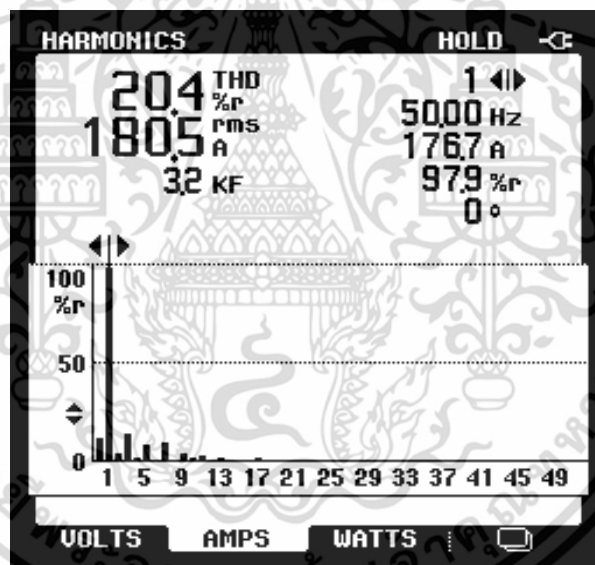 HARMONICS HOLD
20.4 THD %r
180.5 rms A
3.2 KF
1
50.00 Hz
176.7 A
97.9 %r
0 °
100
%r
50
0
1 5 9 13 17 21 25 29 33 37 41 45 49
VOLTS AMPS WATTS